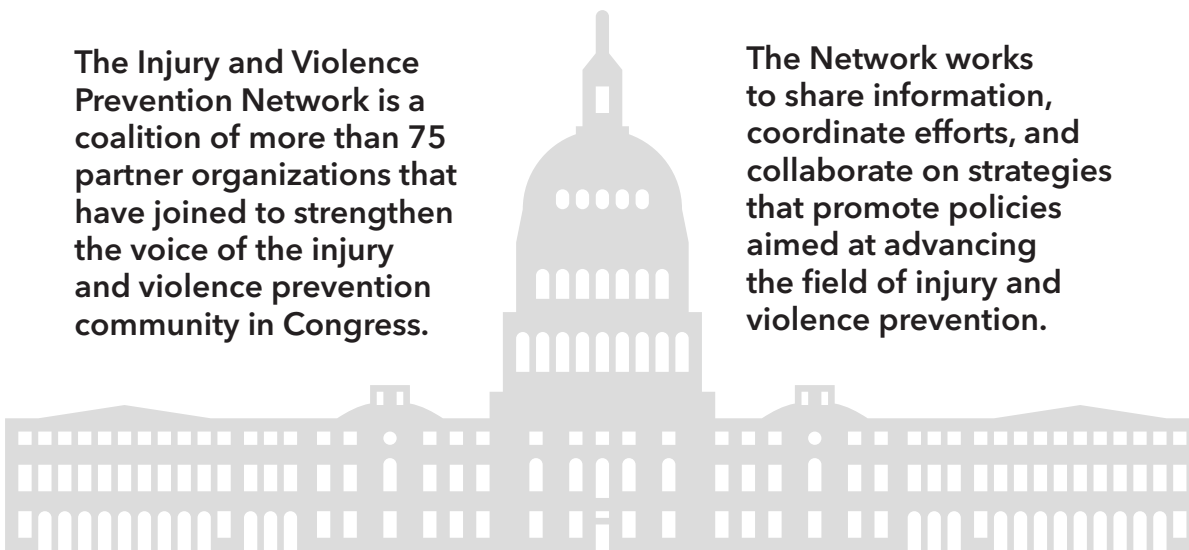 The Injury and Violence
Prevention Network is a
coalition of more than 75
partner organizations that
have joined to strengthen
the voice of the injury
and violence prevention
community in Congress.
The Network works
to share information,
coordinate efforts, and
collaborate on strategies
that promote policies
aimed at advancing
the field of injury and
violence prevention.